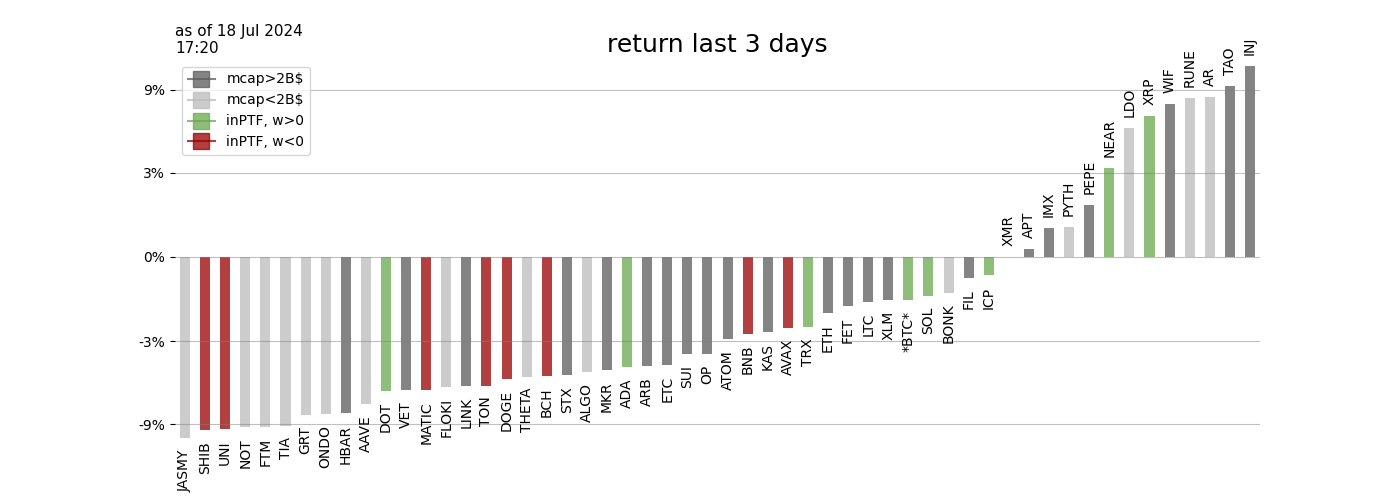 as of 18 Jul 2024
17:20
return last 3 days
mcap>2B$
mcap<2B$
inPTF, w>0
inPTF, w<0
9%
3%
0%
-3%
-9%
JASMY
SHIB
UNI
NOT
FTM
TIA
GRT
ONDO
HBAR
AAVE
DOT
VET
MATIC
FLOKI
LINK
TON
DOGE
THETA
BCH
STX
ALGO
MKR
ADA
ARB
ETC
SUI
OP
ATOM
BNB
KAS
AVAX
TRX
ETH
FET
LTC
XLM
*BTC*
SOL
BONK
FIL
ICP
XMR
APT
IMX
PYTH
PEPE
NEAR
LDO
XRP
WIF
RUNE
AR
TAO
INJ